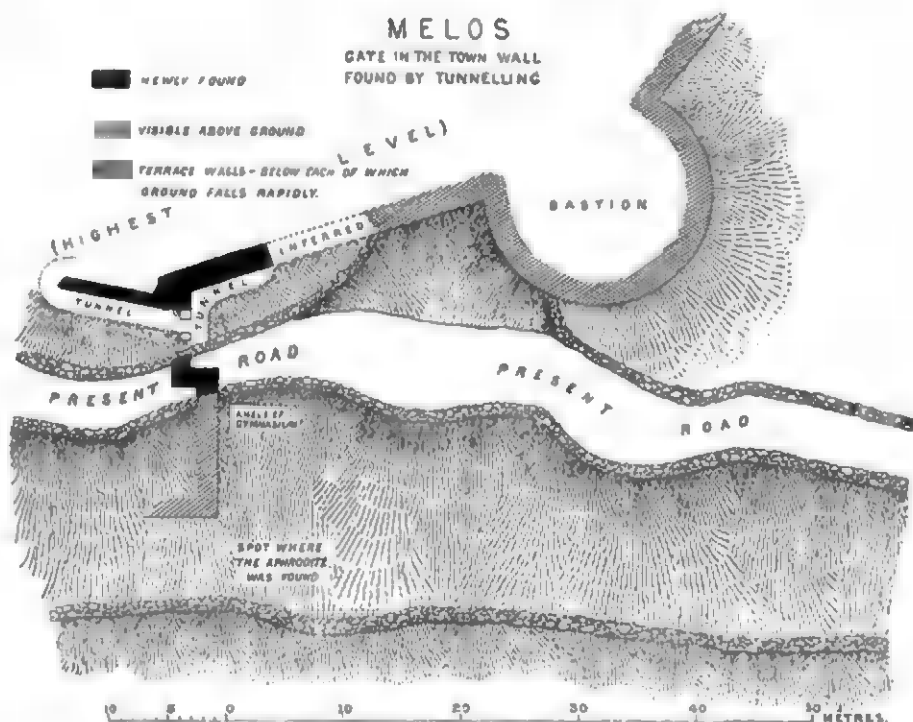 MELOS
GATE IN THE TOWN WALL
FOUND BY TUNNELLING
NEWLY FOUND
VISIBLE ABOVE GROUND
TERRACE WALLS - BELOW EACH OF WHICH
GROUND FALLS RAPIDLY.
(HIGHEST LEVEL)
BASTION
INFERRED
TUNNEL
TUNNEL
PRESENT ROAD
PRESENT ROAD
ANGLE OF
GYMNASIUM?
SPOT WHERE
THE APHRODITE
WAS FOUND
10 5 0 10 20 30 40 50 METRES.